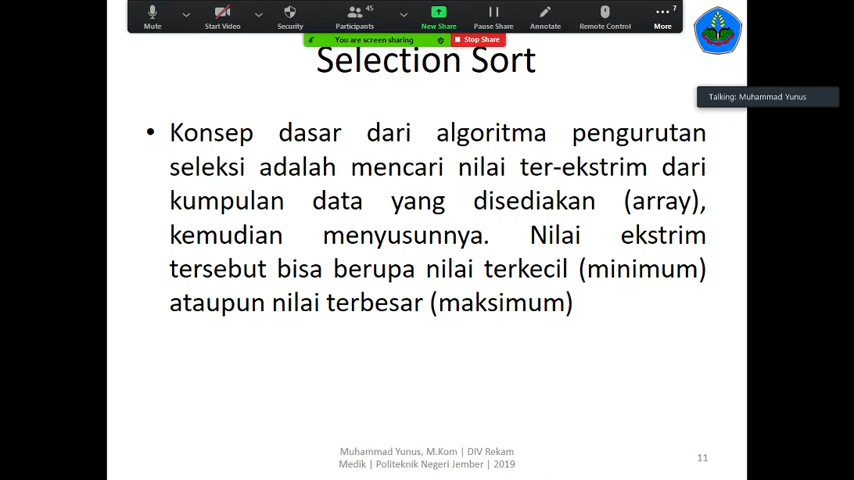 45
7
Mute
Start Video
Security
Participants
New Share
Pause Share
Annotate
Remote Control
More
You are screen sharing
Stop Share
Selection Sort
Talking: Muhammad Yunus
• Konsep dasar dari algoritma pengurutan
seleksi adalah mencari nilai ter-ekstrim dari
kumpulan data yang disediakan (array),
kemudian menyusunnya. Nilai ekstrim
tersebut bisa berupa nilai terkecil (minimum)
ataupun nilai terbesar (maksimum)
Muhammad Yunus, M.Kom | DIV Rekam
Medik | Politeknik Negeri Jember | 2019
11